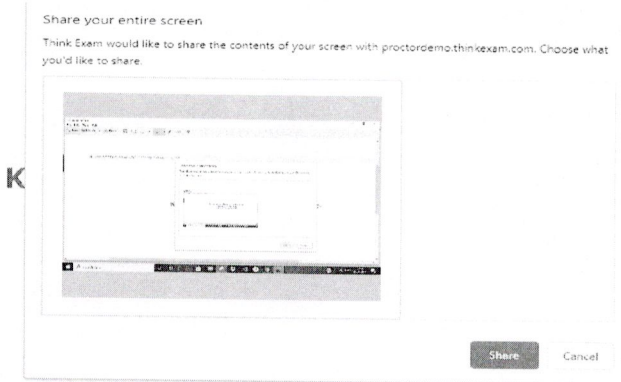 Share your entire screen
Think Exam would like to share the contents of your screen with proctordemo.thinkexam.com. Choose what
you'd like to share.
K
Share
Cancel